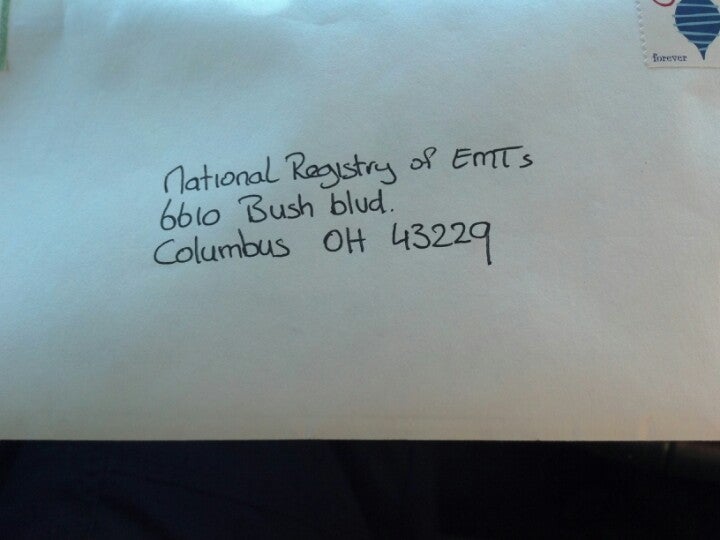 forever
National Registry of EMTs
6610 Bush blvd.
Columbus OH 43229